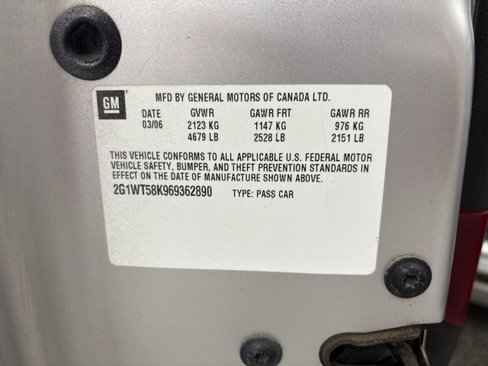 GM
MFD BY GENERAL MOTORS OF CANADA LTD.
DATE GVWR GAWR FRT GAWR RR
03/06 2123 KG 1147 KG 976 KG
4679 LB 2528 LB 2151 LB
THIS VEHICLE CONFORMS TO ALL APPLICABLE U.S. FEDERAL MOTOR
VEHICLE SAFETY, BUMPER, AND THEFT PREVENTION STANDARDS IN
EFFECT ON THE DATE OF MANUFACTURE SHOWN ABOVE.
2G1WT58K969362890 TYPE: PASS CAR